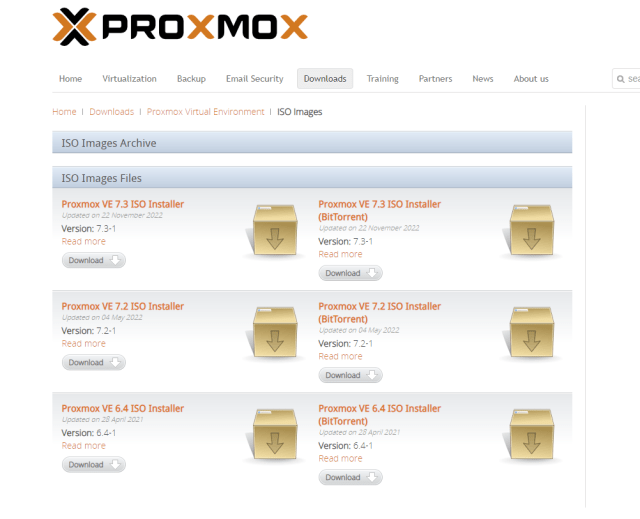 PROXMOX
Home Virtualization Backup Email Security Downloads Training Partners News About us
Home | Downloads | Proxmox Virtual Environment | ISO Images
ISO Images Archive
ISO Images Files
Proxmox VE 7.3 ISO Installer
Updated on 22 November 2022
Version: 7.3-1
Read more
Download
Proxmox VE 7.3 ISO Installer
(BitTorrent)
Updated on 22 November 2022
Version: 7.3-1
Read more
Download
Proxmox VE 7.2 ISO Installer
Updated on 04 May 2022
Version: 7.2-1
Read more
Download
Proxmox VE 7.2 ISO Installer
(BitTorrent)
Updated on 04 May 2022
Version: 7.2-1
Read more
Download
Proxmox VE 6.4 ISO Installer
Updated on 28 April 2021
Version: 6.4-1
Read more
Download
Proxmox VE 6.4 ISO Installer
(BitTorrent)
Updated on 28 April 2021
Version: 6.4-1
Read more
Download